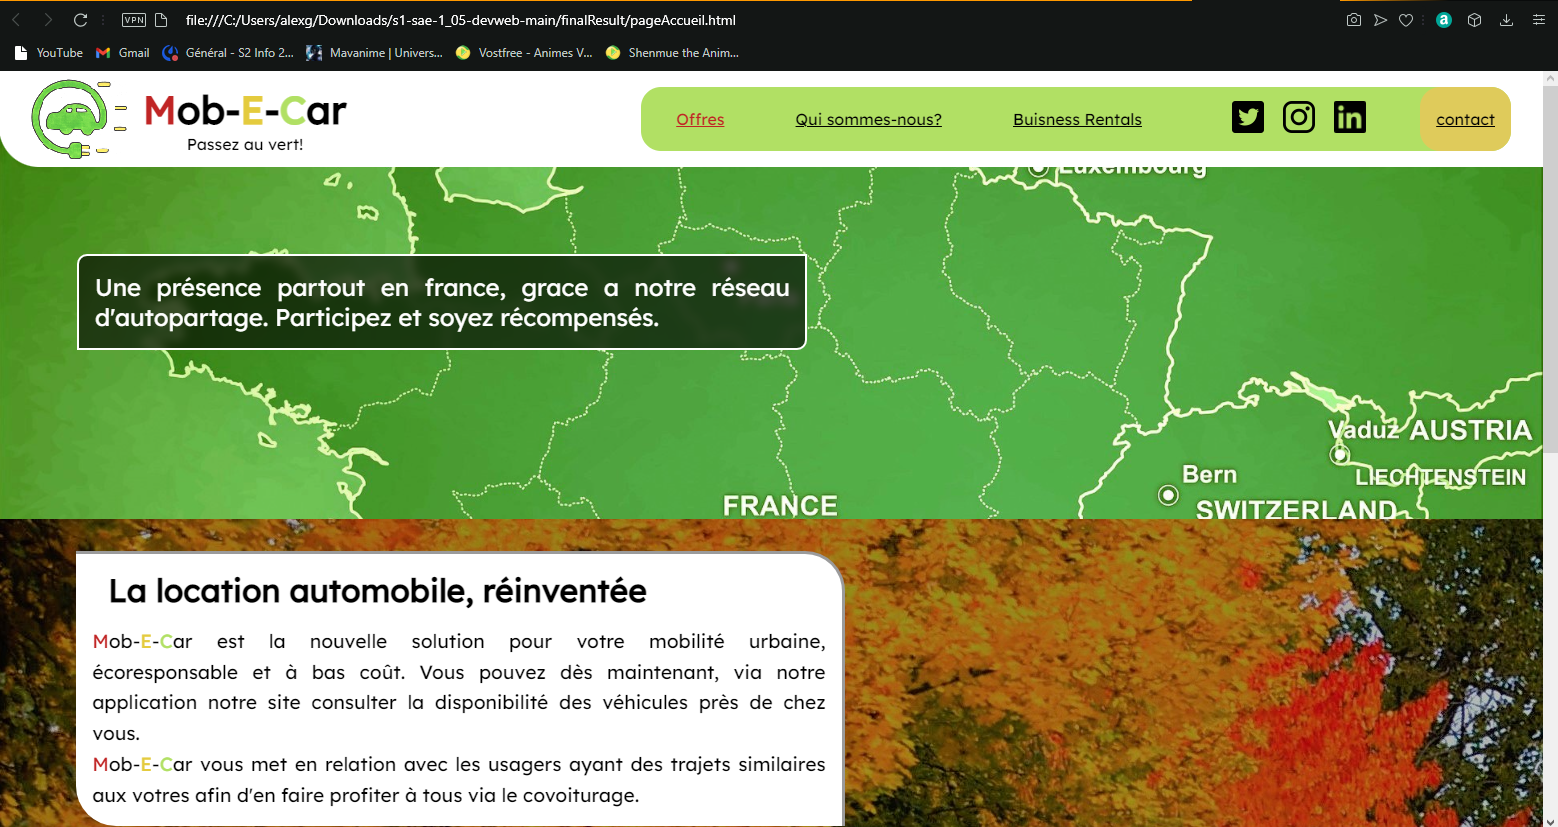 VPN
file:///C:/Users/alexg/Downloads/s1-sae-1_05-devweb-main/finalResult/pageAccueil.html
a
YouTube
Gmail
Général - S2 Info 2...
Mavanime | Univers...
Vostfree - Animes V...
Shenmue the Anim...
Mob-E-Car
Passez au vert!
Offres
Qui sommes-nous?
Buisness Rentals
in
contact
Luxembourg
Une présence partout en france, grace a notre réseau
d'autopartage. Participez et soyez récompensés.
Vaduz
AUSTRIA
Bern
LIECHTENSTEIN
FRANCE
SWITZERLAND
La location automobile, réinventée
Mob-E-Car est la nouvelle solution pour votre mobilité urbaine,
écoresponsable et à bas coût. Vous pouvez dès maintenant, via notre
application notre site consulter la disponibilité des véhicules près de chez
vous.
Mob-E-Car vous met en relation avec les usagers ayant des trajets similaires
aux votres afin d'en faire profiter à tous via le covoiturage.